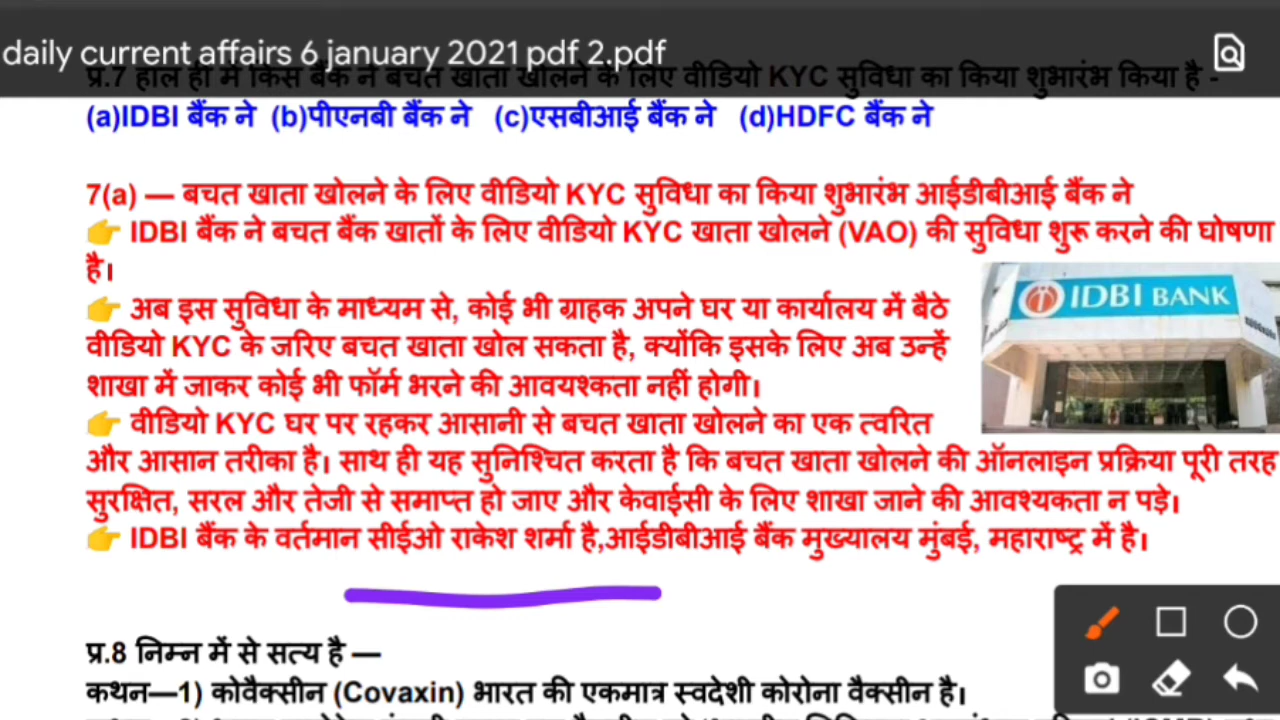 daily current affairs 6 january 2021 pdf 2.pdf
प्र.7 हाल ही में किस बैंक ने बचत खाता खोलने के लिए वीडियो KYC सुविधा का किया शुभारंभ किया है -
(a)IDBI बैंक ने (b)पीएनबी बैंक ने (c)एसबीआई बैंक ने (d)HDFC बैंक ने
7(a) — बचत खाता खोलने के लिए वीडियो KYC सुविधा का किया शुभारंभ आईडीबीआई बैंक ने
👉 IDBI बैंक ने बचत बैंक खातों के लिए वीडियो KYC खाता खोलने (VAO) की सुविधा शुरू करने की घोषणा
है।
👉 अब इस सुविधा के माध्यम से, कोई भी ग्राहक अपने घर या कार्यालय में बैठे
वीडियो KYC के जरिए बचत खाता खोल सकता है, क्योंकि इसके लिए अब उन्हें
शाखा में जाकर कोई भी फॉर्म भरने की आवयश्कता नहीं होगी।
IDBI BANK
👉 वीडियो KYC घर पर रहकर आसानी से बचत खाता खोलने का एक त्वरित
और आसान तरीका है। साथ ही यह सुनिश्चित करता है कि बचत खाता खोलने की ऑनलाइन प्रक्रिया पूरी तरह
सुरक्षित, सरल और तेजी से समाप्त हो जाए और केवाईसी के लिए शाखा जाने की आवश्यकता न पड़े।
👉 IDBI बैंक के वर्तमान सीईओ राकेश शर्मा है,आईडीबीआई बैंक मुख्यालय मुंबई, महाराष्ट्र में है।
प्र.8 निम्न में से सत्य है —
कथन—1) कोवैक्सीन (Covaxin) भारत की एकमात्र स्वदेशी कोरोना वैक्सीन है।